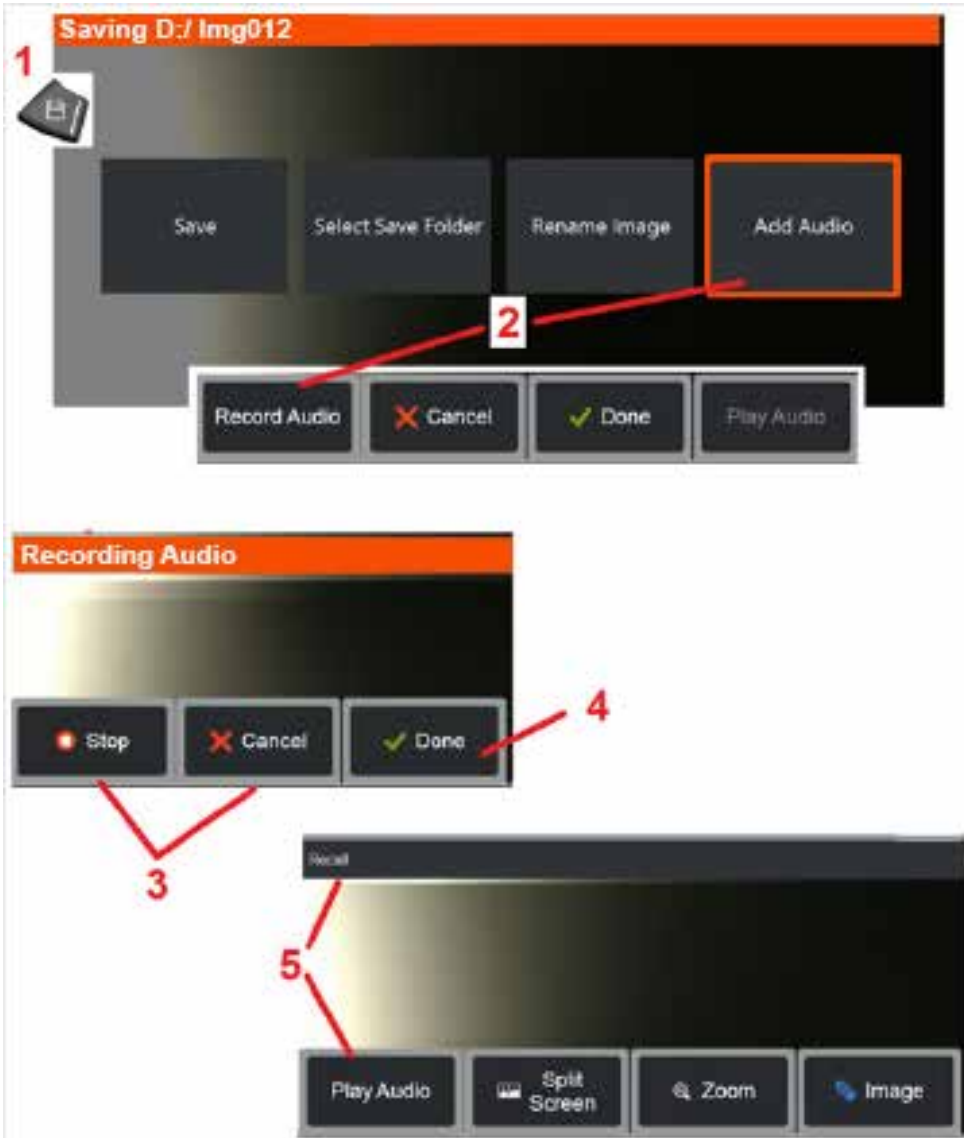 Saving D:/ Img012
1
Save
Select Save Folder
Rename Image
Add Audio
2
Record Audio
Cancel
Done
Play Audio
Recording Audio
Stop
Cancel
Done
4
3
Recall
5
Play Audio
Split
Screen
Zoom
Image